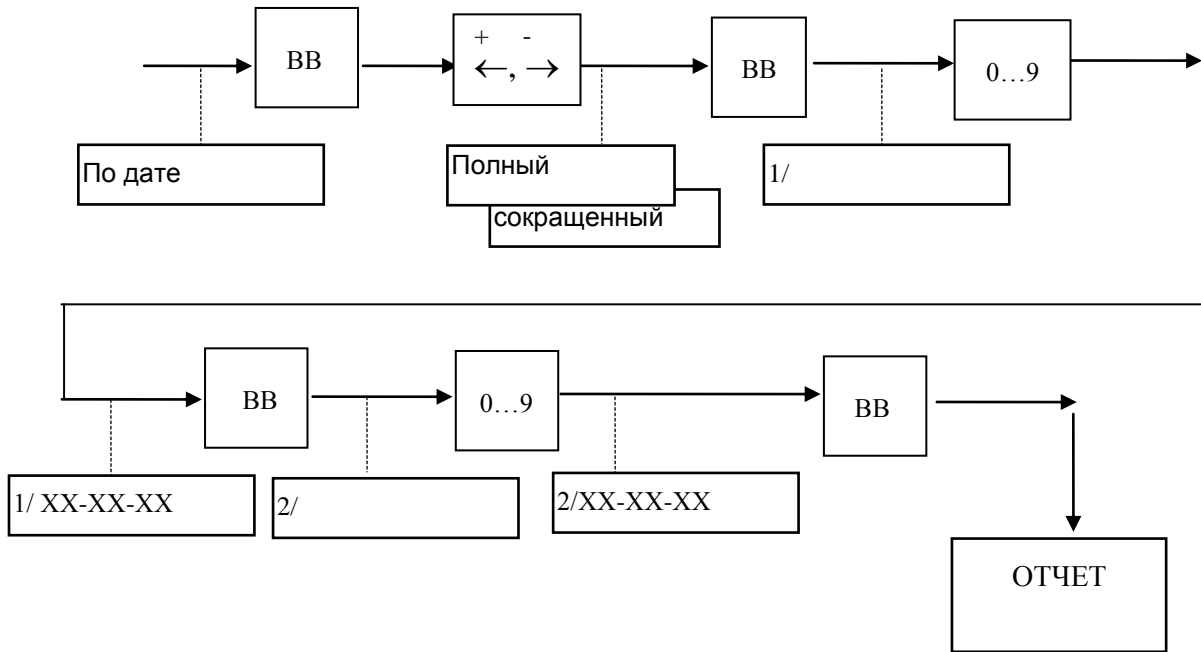 ВВ
+ -
←, →
ВВ
0…9
По дате
Полный
сокращенный
1/
ВВ
0…9
ВВ
1/ XX-XX-XX
2/
2/XX-XX-XX
ОТЧЕТ